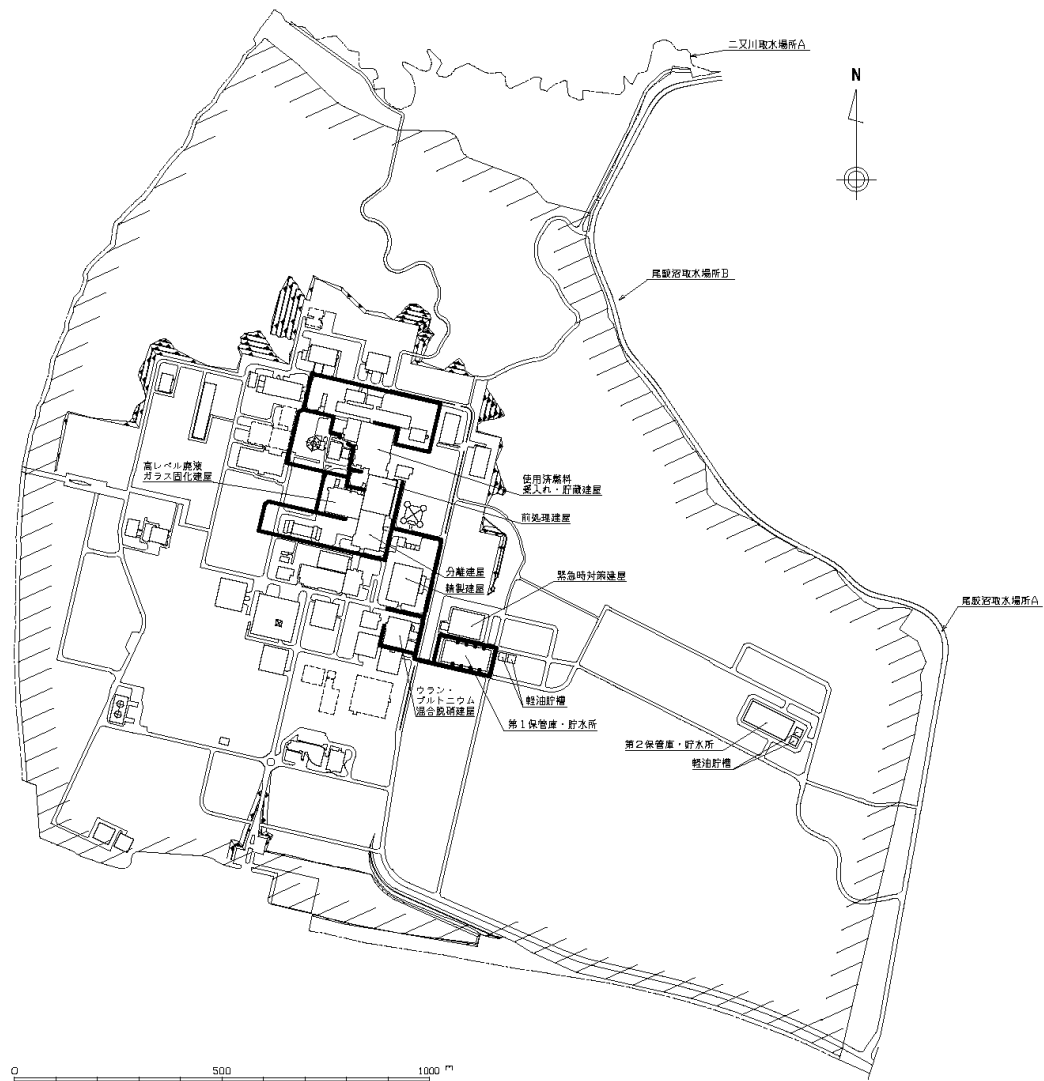 二又川取水場所A
N
尾駮沼取水場所B
高レベル廃液
ガラス固化建屋
使用済燃料
受入れ・貯蔵建屋
前処理建屋
分離建屋
精製建屋
緊急時対策建屋
尾駮沼取水場所A
ウラン・
プルトニウム
混合脱硝建屋
軽油貯槽
第1保管庫・貯水所
第2保管庫・貯水所
軽油貯槽
0 500 1000 m